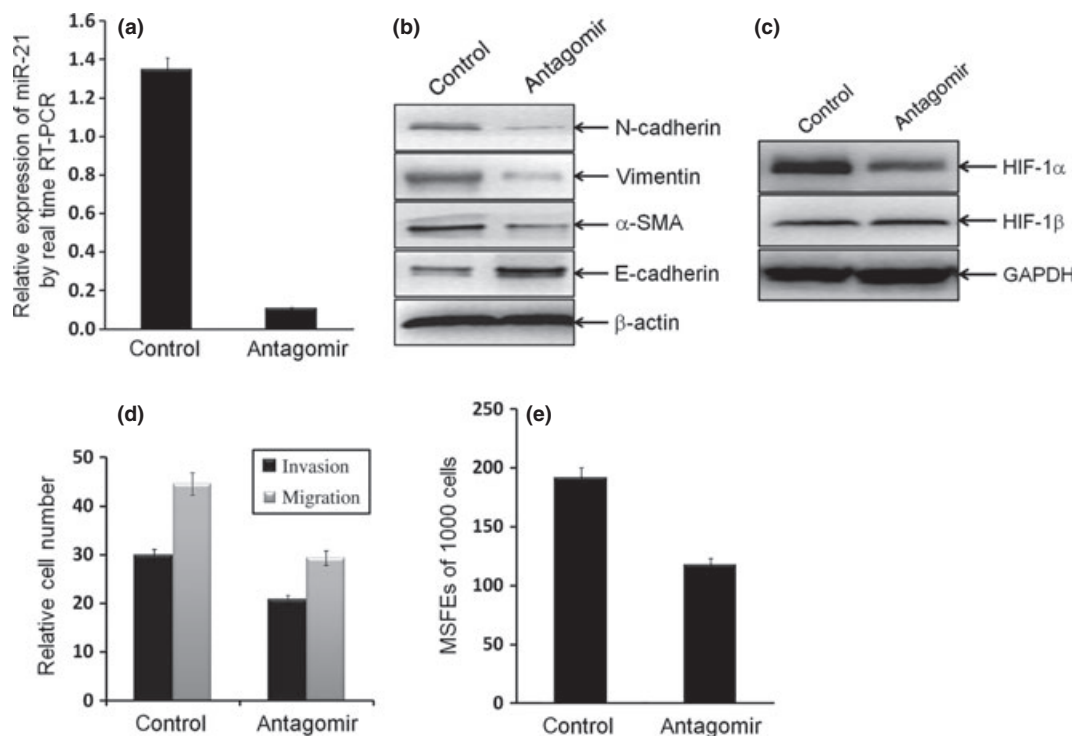 (a)
Relative expression of miR-21
by real time RT-PCR
1.6
1.4
1.2
1.0
0.8
0.6
0.4
0.2
0.0
Control
Antagomir
(b)
Control
Antagomir
N-cadherin
Vimentin
α-SMA
E-cadherin
β-actin
(c)
Control
Antagomir
HIF-1α
HIF-1β
GAPDH
(d)
Relative cell number
50
40
30
20
10
0
Invasion
Migration
Control
Antagomir
(e)
MSFEs of 1000 cells
250
200
150
100
50
0
Control
Antagomir